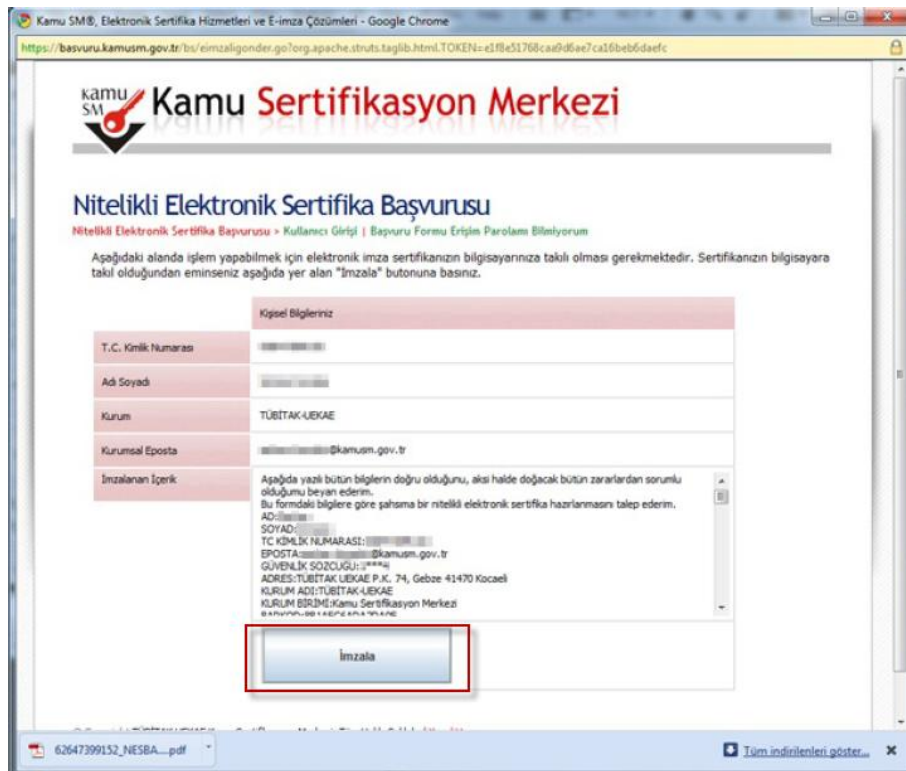 Kamu SM®, Elektronik Sertifika Hizmetleri ve E-imza Çözümleri - Google Chrome
https://basvuru.kamusm.gov.tr/bs/eimzaligonder.go?org.apache.struts.taglib.html.TOKEN=e1f8e51768caa9d6ae7ca16beb6daefc
Kamu SM
Kamu Sertifikasyon Merkezi
Nitelikli Elektronik Sertifika Başvurusu
Nitelikli Elektronik Sertifika Başvurusu > Kullanıcı Girişi | Başvuru Formu Erişim Parolamı Bilmiyorum
Aşağıdaki alanda işlem yapabilmek için elektronik imza sertifikanızın bilgisayarınıza takılı olması gerekmektedir. Sertifikanızın bilgisayara
takıl olduğundan eminseniz aşağıda yer alan "İmzala" butonuna basınız.
Kişisel Bilgileriniz
T.C. Kimlik Numarası
Adı Soyadı
Kurum TÜBİTAK-UEKAE
Kurumsal Eposta @kamusm.gov.tr
İmzalanan İçerik
Aşağıda yazılı bütün bilgilerin doğru olduğunu, aksi halde doğacak bütün zararlardan sorumlu
olduğumu beyan ederim.
Bu formdaki bilgilere göre şahsıma bir nitelikli elektronik sertifika hazırlanmasını talep ederim.
AD:
SOYAD:
TC KİMLİK NUMARASI:
EPOSTA: @kamusm.gov.tr
GÜVENLİK SÖZCÜĞÜ:
ADRES:TÜBİTAK UEKAE P.K. 74, Gebze 41470 Kocaeli
KURUM ADI:TÜBİTAK-UEKAE
KURUM BİRİMİ:Kamu Sertifikasyon Merkezi
İmzala
62647399152_NESBA....pdf
Tüm indirilenleri göster...